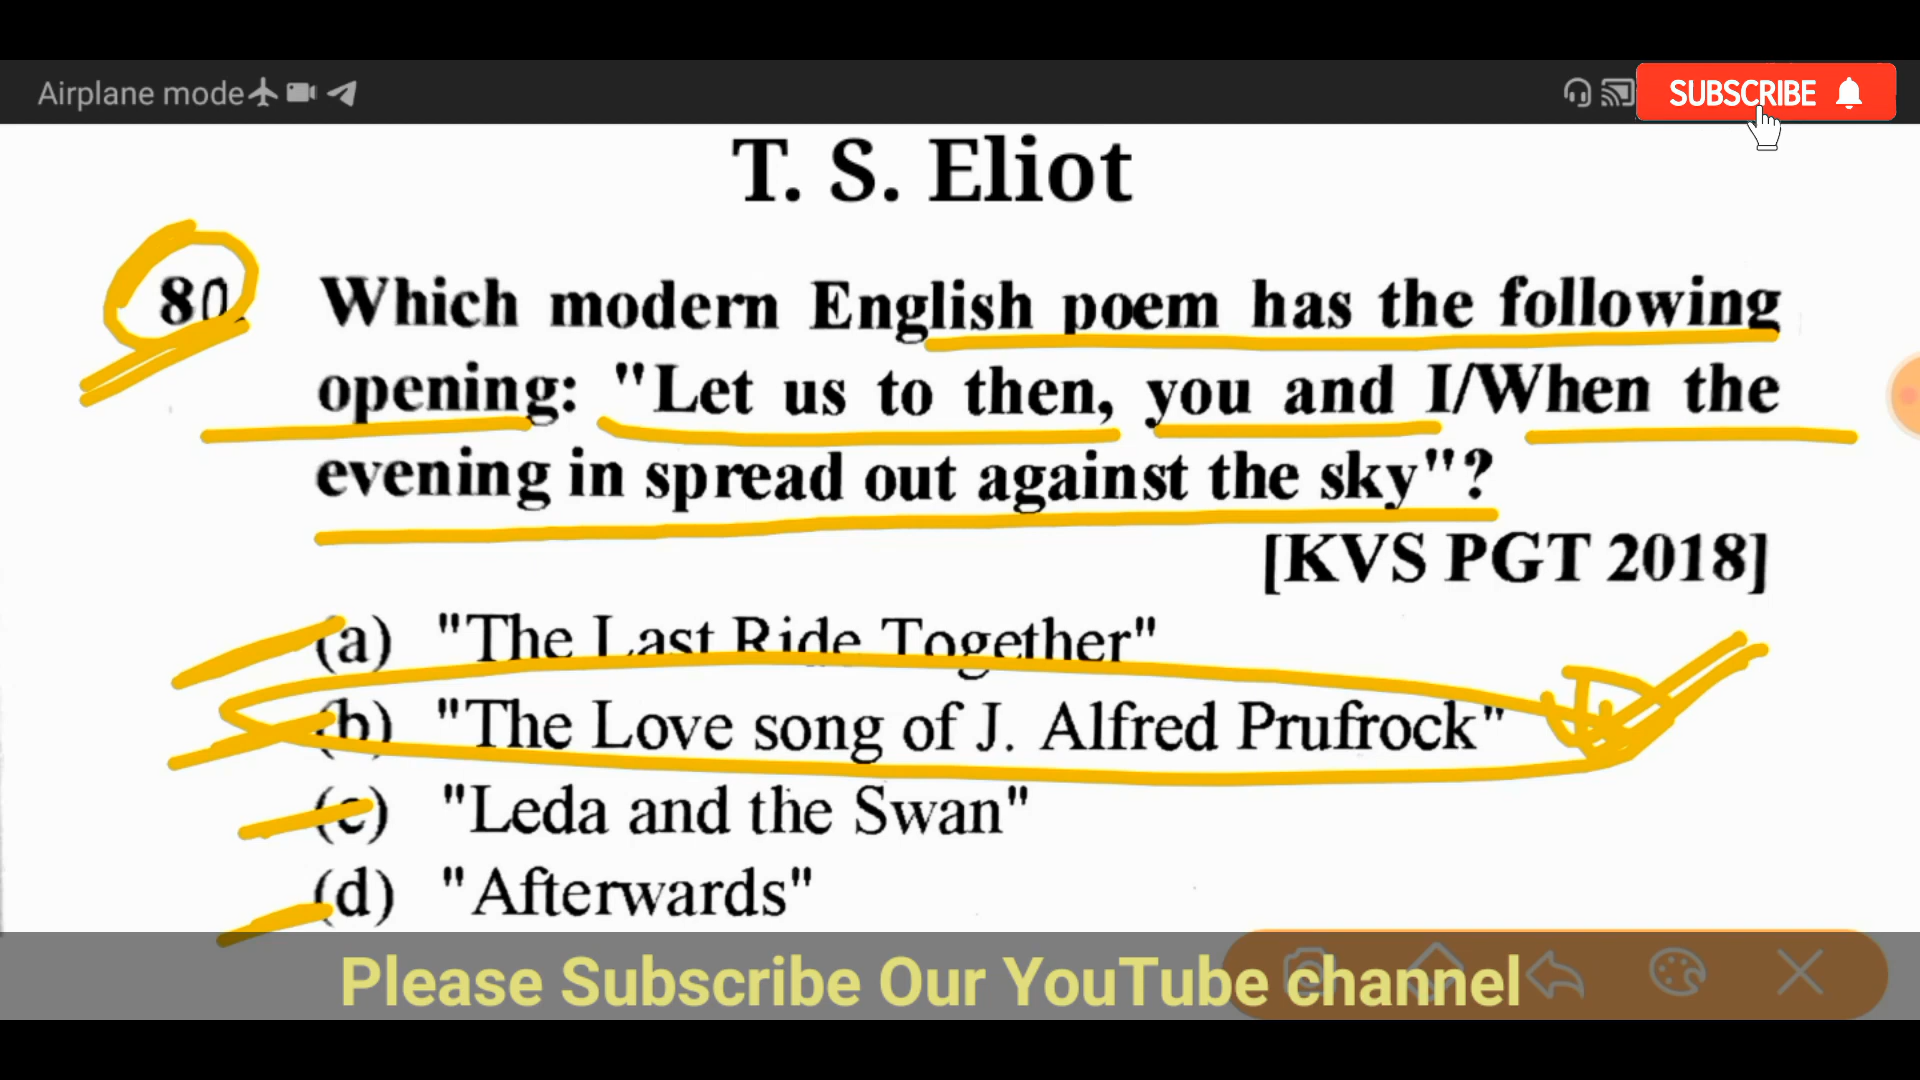 Airplane mode
SUBSCRIBE
T. S. Eliot
80. Which modern English poem has the following
opening: "Let us to then, you and I/When the
evening in spread out against the sky"?
[KVS PGT 2018]
(a) "The Last Ride Together"
(b) "The Love song of J. Alfred Prufrock"
(c) "Leda and the Swan"
(d) "Afterwards"
Please Subscribe Our YouTube channel